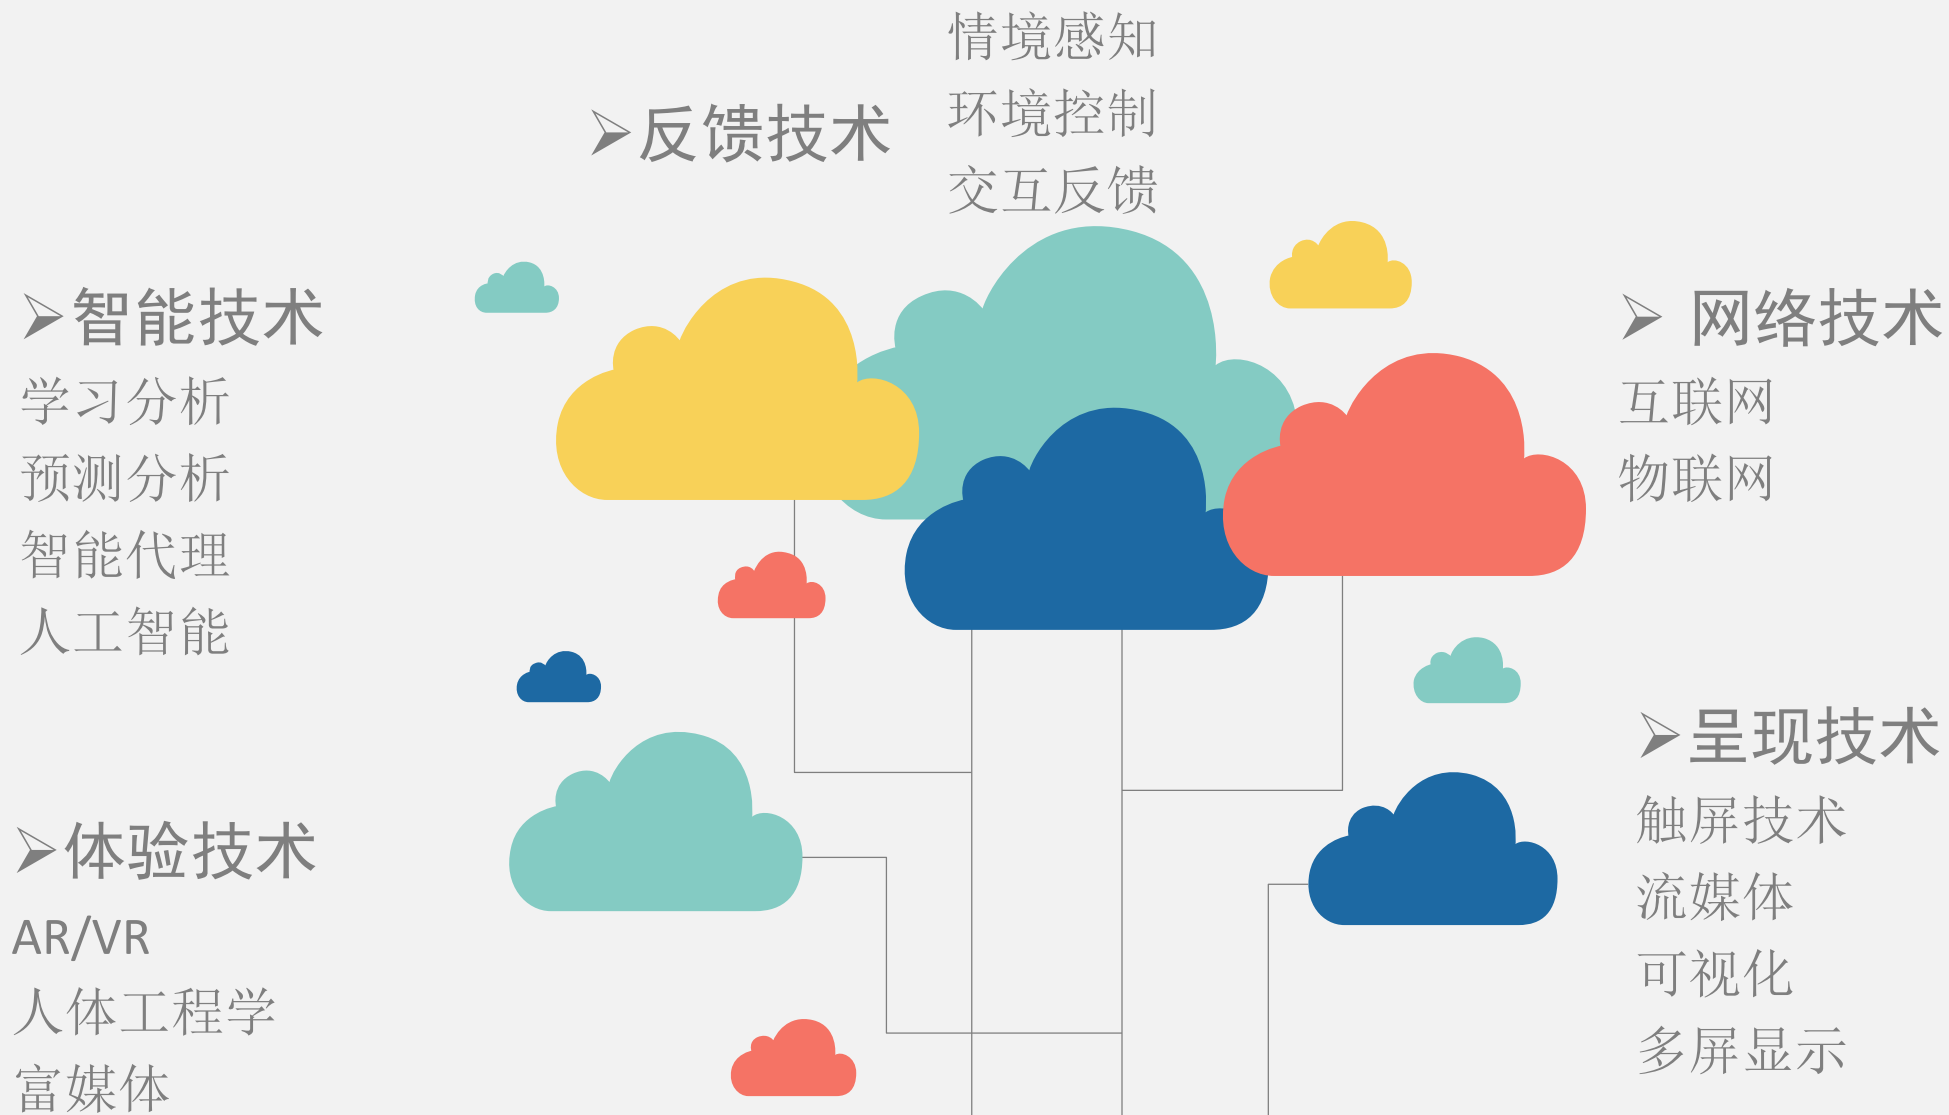 反馈技术
情境感知
环境控制
交互反馈
智能技术
学习分析
预测分析
智能代理
人工智能
网络技术
互联网
物联网
体验技术
AR/VR
人体工程学
富媒体
呈现技术
触屏技术
流媒体
可视化
多屏显示